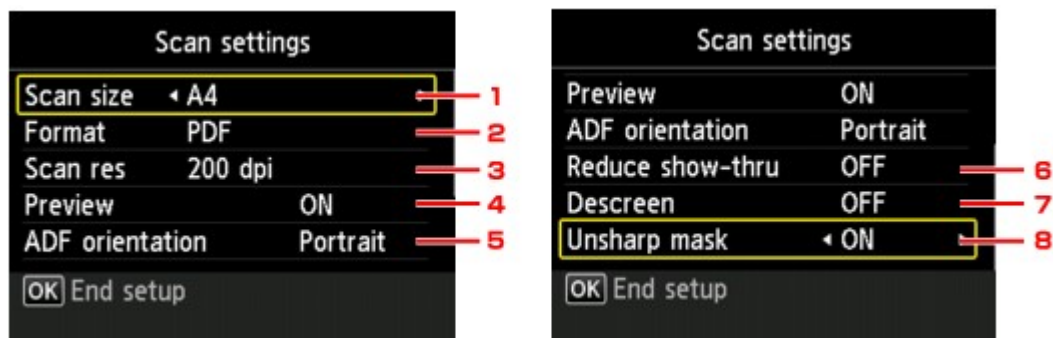 Scan settings
Scan size A4 1
Format PDF 2
Scan res 200 dpi 3
Preview ON 4
ADF orientation Portrait 5
OK End setup
Scan settings
Preview ON
ADF orientation Portrait
Reduce show-thru OFF 6
Descreen OFF 7
Unsharp mask ON 8
OK End setup